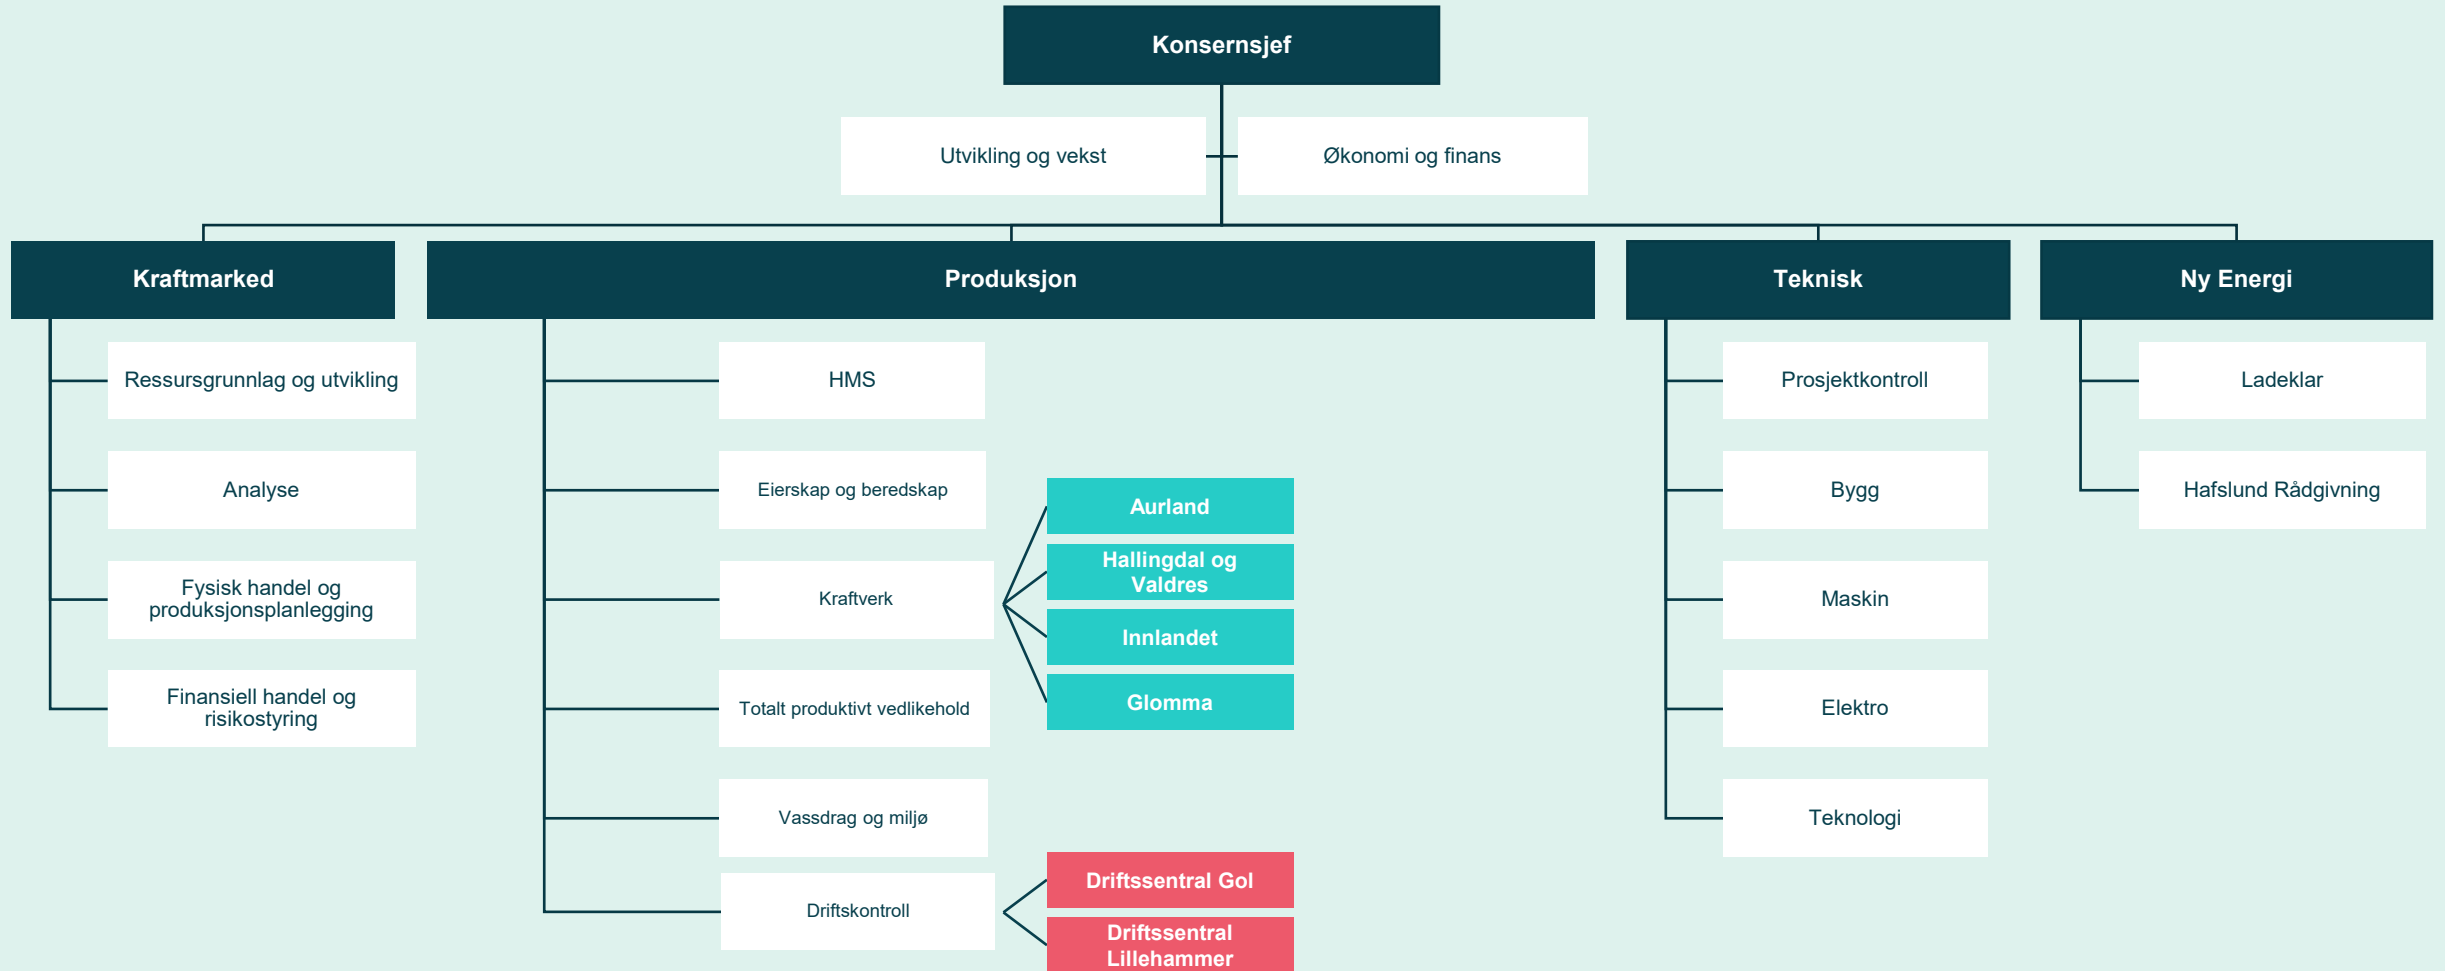 Konsernsjef
Utvikling og vekst
Økonomi og finans
Kraftmarked
Ressursgrunnlag og utvikling
Analyse
Fysisk handel og
produksjonsplanlegging
Finansiell handel og
risikostyring
Produksjon
HMS
Eierskap og beredskap
Kraftverk
Aurland
Hallingdal og
Valdres
Innlandet
Glomma
Totalt produktivt vedlikehold
Vassdrag og miljø
Driftskontroll
Driftssentral Gol
Driftssentral
Lillehammer
Teknisk
Prosjektkontroll
Bygg
Maskin
Elektro
Teknologi
Ny Energi
Ladeklar
Hafslund Rådgivning